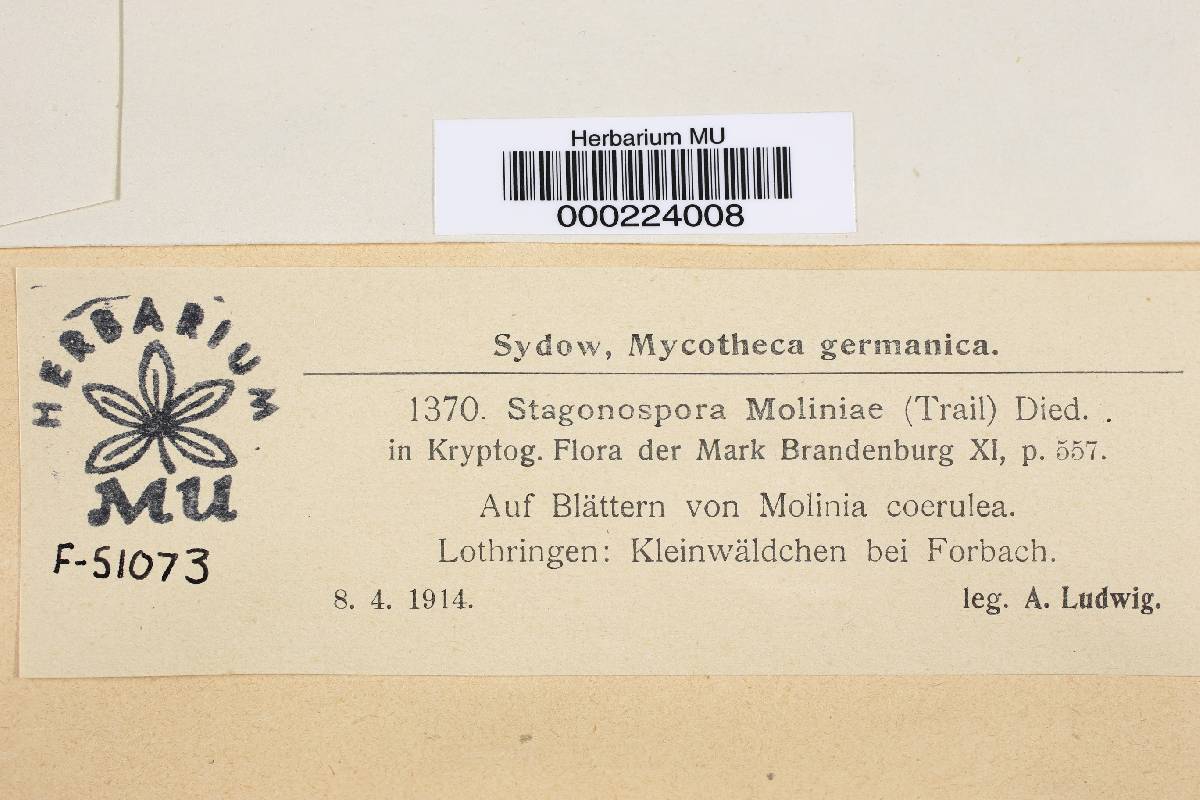 Herbarium MU
000224008
HERBARIUM
MU
F-51073
Sydow, Mycotheca germanica.
1370. Stagonospora Moliniae (Trail) Died. .
in Kryptog. Flora der Mark Brandenburg XI, p. 557.
Auf Blättern von Molinia coerulea.
Lothringen: Kleinwäldchen bei Forbach.
8. 4. 1914. leg. A. Ludwig.